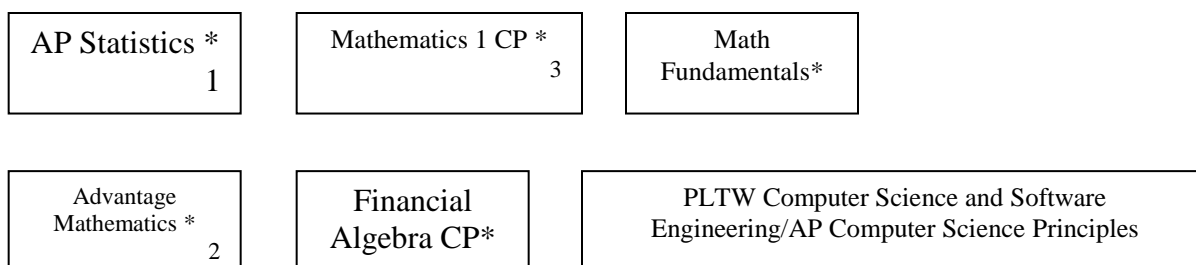 AP Statistics *
1
Mathematics 1 CP *
3
Math
Fundamentals*
Advantage
Mathematics *
2
Financial
Algebra CP*
PLTW Computer Science and Software
Engineering/AP Computer Science Principles